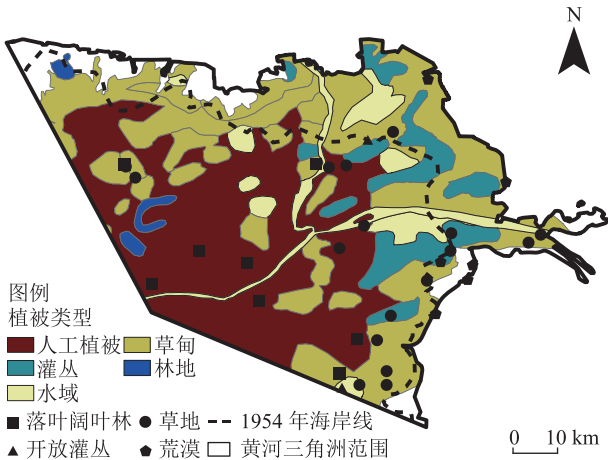 N
图例
植被类型
人工植被 草甸
灌丛 林地
水域
落叶阔叶林 草地 1954 年海岸线
开放灌丛 荒漠 黄河三角洲范围
0 10 km